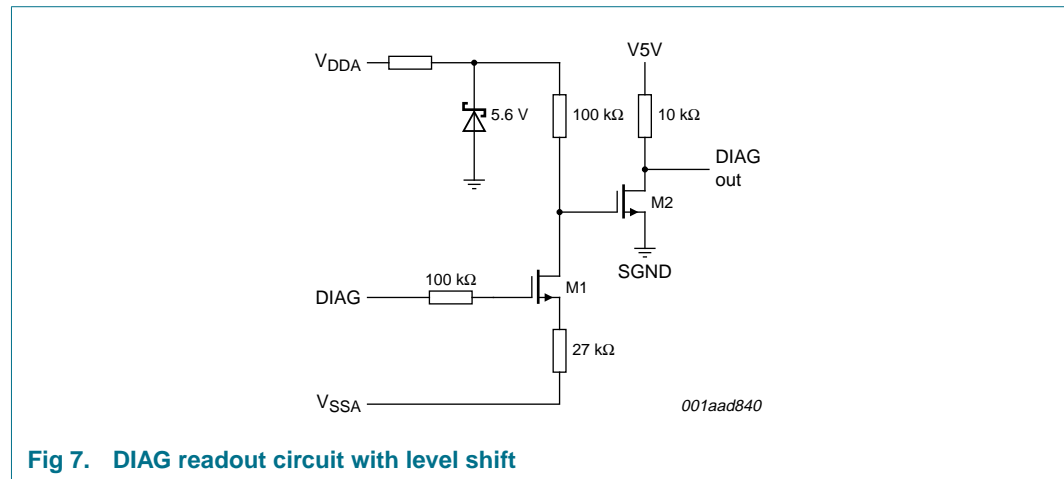 V5V
VDDA
5.6 V
100 kΩ
10 kΩ
DIAG
out
M2
SGND
100 kΩ
DIAG
M1
27 kΩ
VSSA
001aad840
Fig 7. DIAG readout circuit with level shift